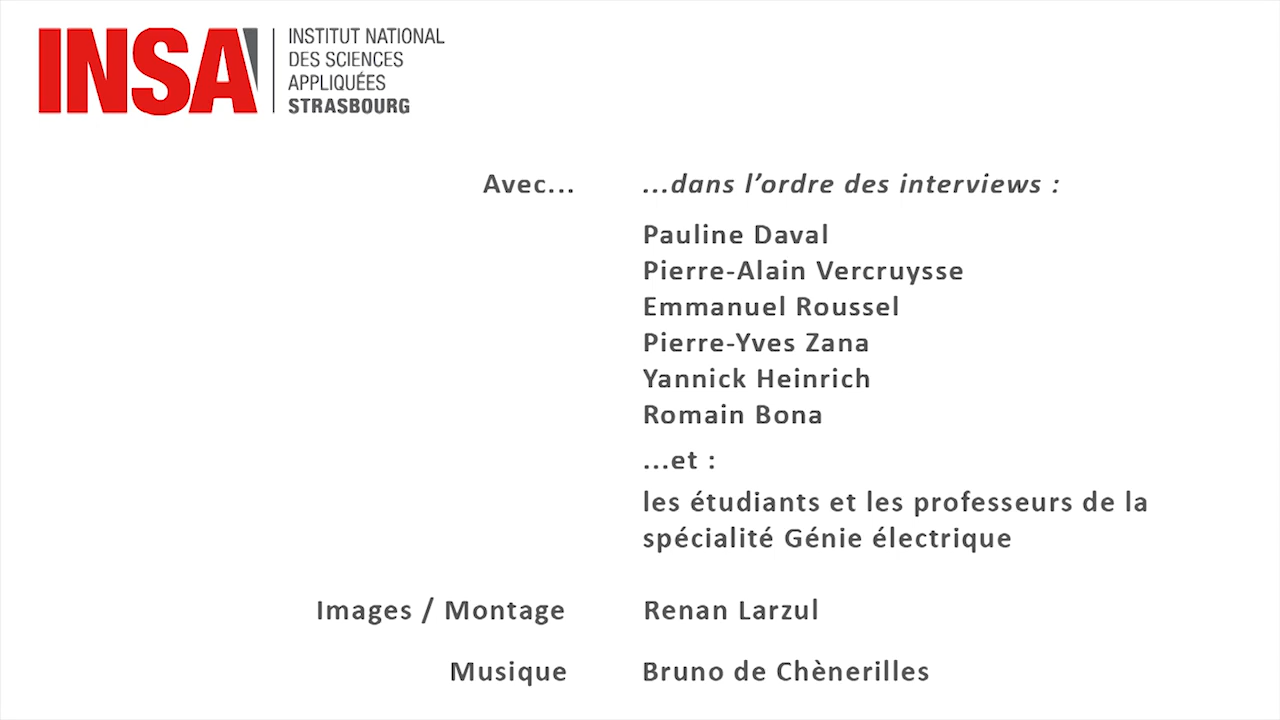 INSA
INSTITUT NATIONAL
DES SCIENCES
APPLIQUÉES
STRASBOURG
Avec... ...dans l’ordre des interviews :
Pauline Daval
Pierre-Alain Vercruysse
Emmanuel Roussel
Pierre-Yves Zana
Yannick Heinrich
Romain Bona
...et :
les étudiants et les professeurs de la
spécialité Génie électrique
Images / Montage Renan Larzul
Musique Bruno de Chènerilles